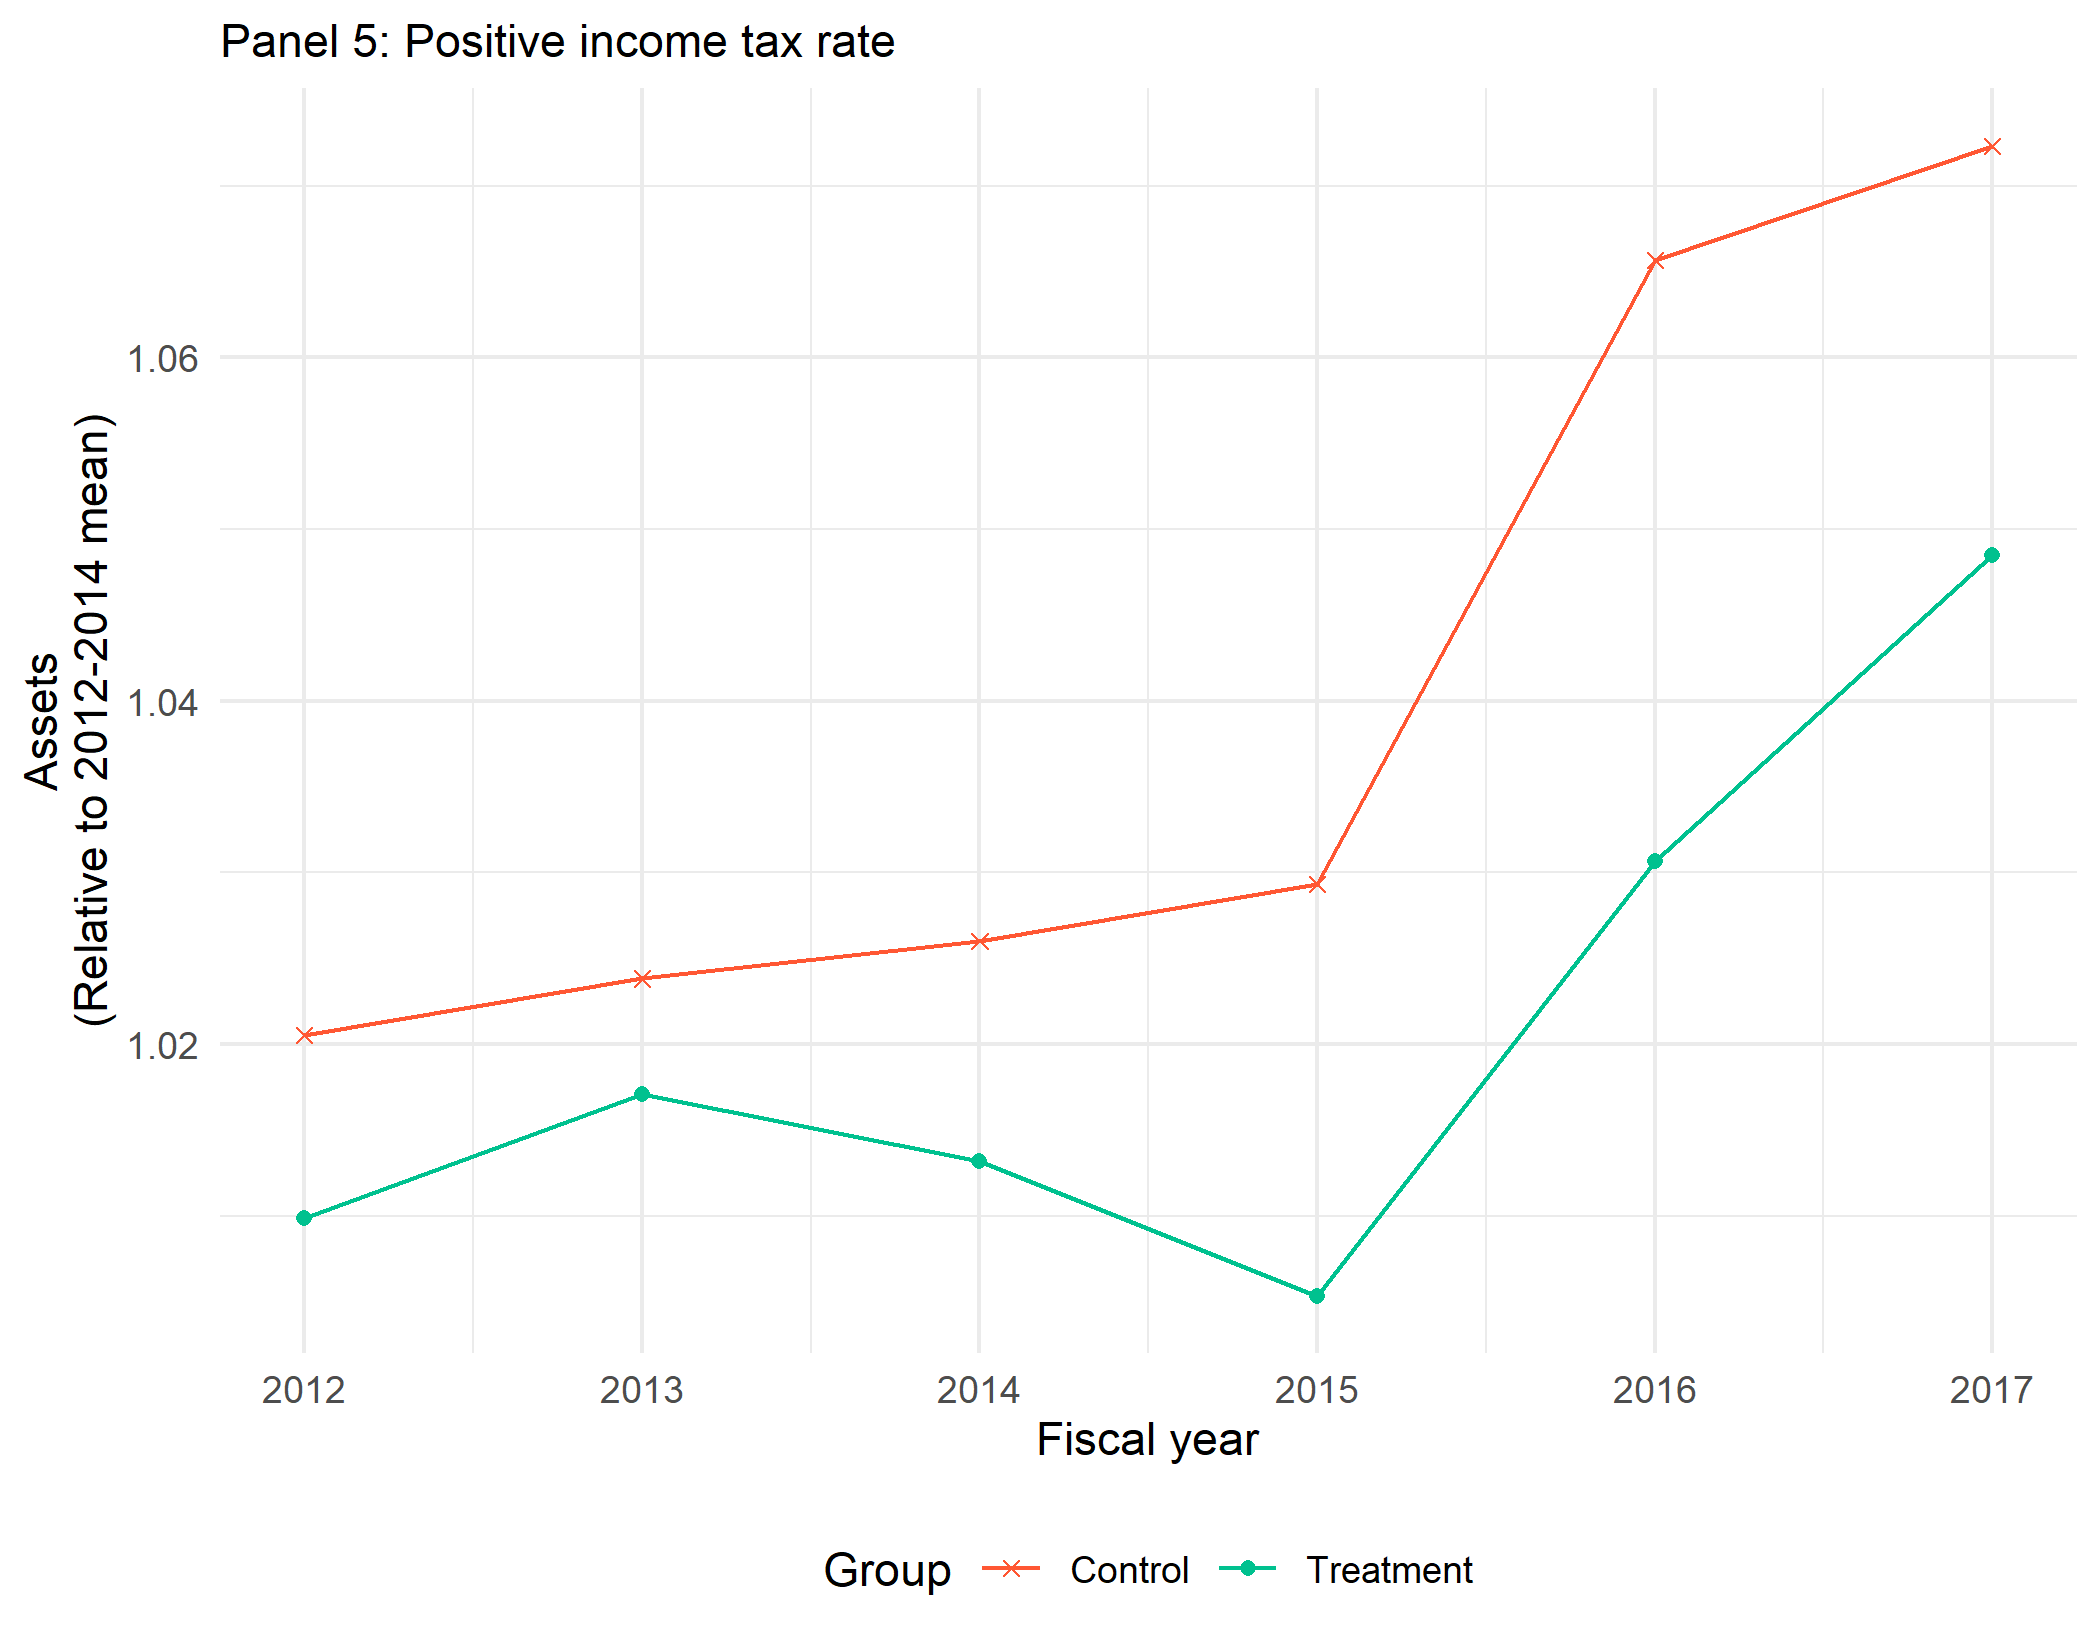 Panel 5: Positive income tax rate
Assets
(Relative to 2012-2014 mean)
1.06
1.04
1.02
2012 2013 2014 2015 2016 2017
Fiscal year
Group Control Treatment